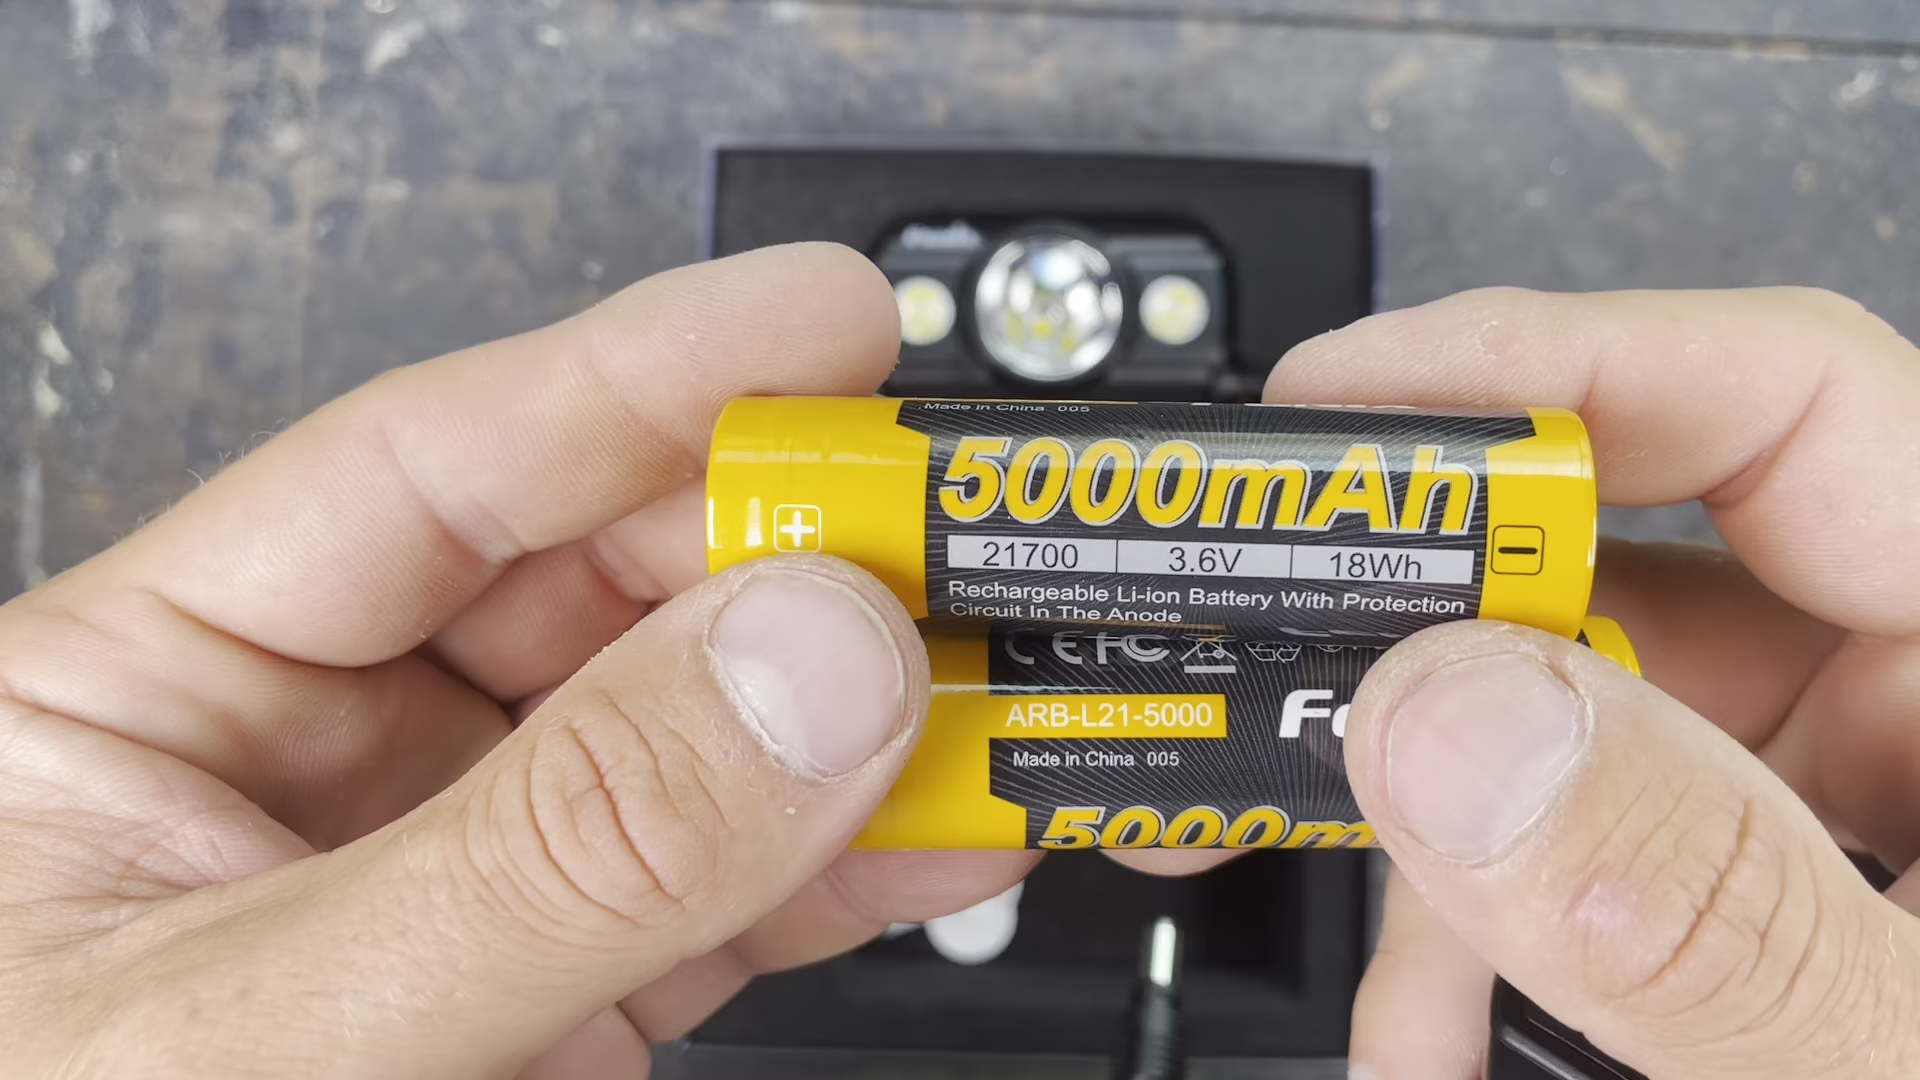 Made in China 005
5000mAh
21700 3.6V 18Wh
Rechargeable Li-ion Battery With Protection
Circuit In The Anode
CE FC
ARB-L21-5000
Made in China 005
5000m